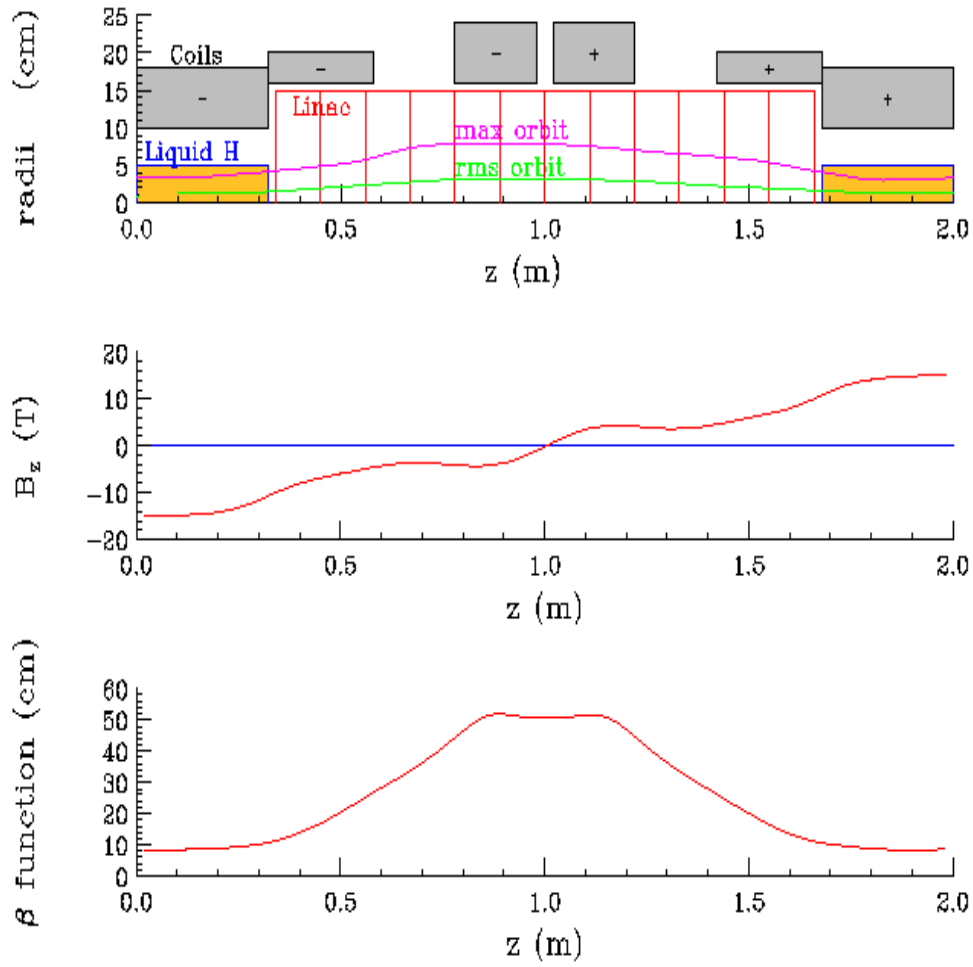 radii (cm)
25
20
15
10
5
0
Coils
- - - + + +
Linac
max orbit
Liquid H
rms orbit
0.0 0.5 1.0 1.5 2.0
z (m)
B_z (T)
20
10
0
-10
-20
0.0 0.5 1.0 1.5 2.0
z (m)
β function (cm)
60
50
40
30
20
10
0
0.0 0.5 1.0 1.5 2.0
z (m)